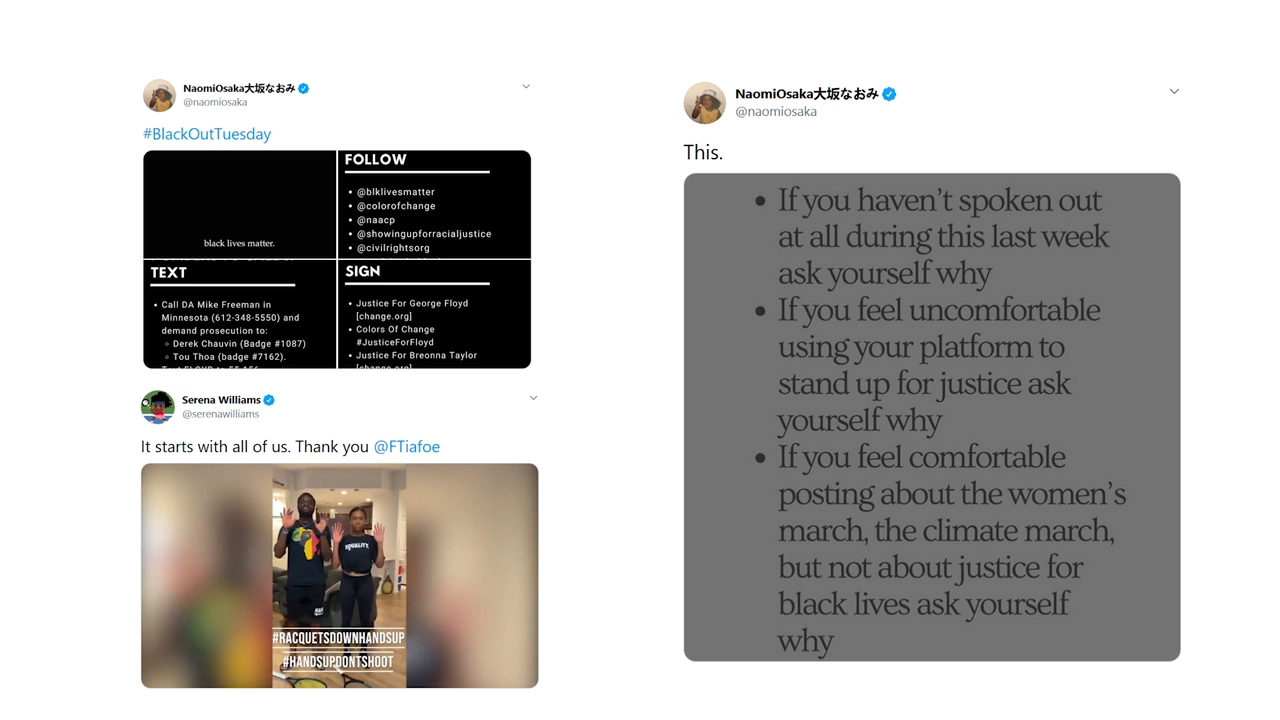 NaomiOsaka大坂なおみ
@naomiosaka
#BlackOutTuesday
black lives matter.
FOLLOW
• @blklivesmatter
• @colorofchange
• @naacp
• @showingupforracialjustice
• @civilrightsorg
TEXT
• Call DA Mike Freeman in
Minnesota (612-348-5550) and
demand prosecution to:
◦ Derek Chauvin (Badge #1087)
◦ Tou Thoa (badge #7162).
SIGN
• Justice For George Floyd
[change.org]
• Colors Of Change
#JusticeForFloyd
• Justice For Breonna Taylor
[change.org]
Serena Williams
@serenawilliams
It starts with all of us. Thank you @FTiafoe
EQUALITY.
#RACQUETSDOWNHANDSUP
#HANDSUPDONTSHOOT
NaomiOsaka大坂なおみ
@naomiosaka
This.
• If you haven't spoken out
at all during this last week
ask yourself why
• If you feel uncomfortable
using your platform to
stand up for justice ask
yourself why
• If you feel comfortable
posting about the women's
march, the climate march,
but not about justice for
black lives ask yourself
why